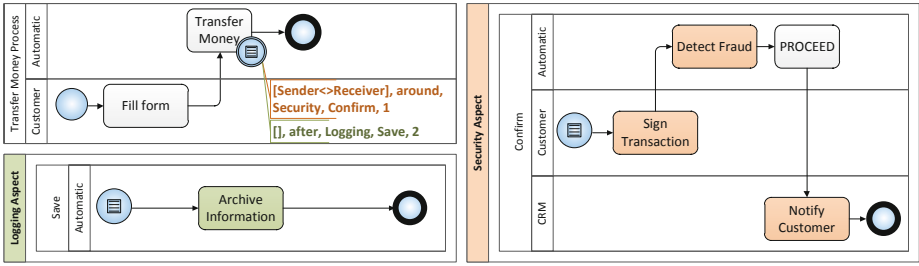 Transfer Money Process
Automatic
Customer
Transfer
Money
Fill form
[Sender<>Receiver], around,
Security, Confirm, 1
[], after, Logging, Save, 2
Logging Aspect
Save
Automatic
Archive
Information
Security Aspect
Confirm
Automatic
Customer
CRM
Detect Fraud
PROCEED
Sign
Transaction
Notify
Customer